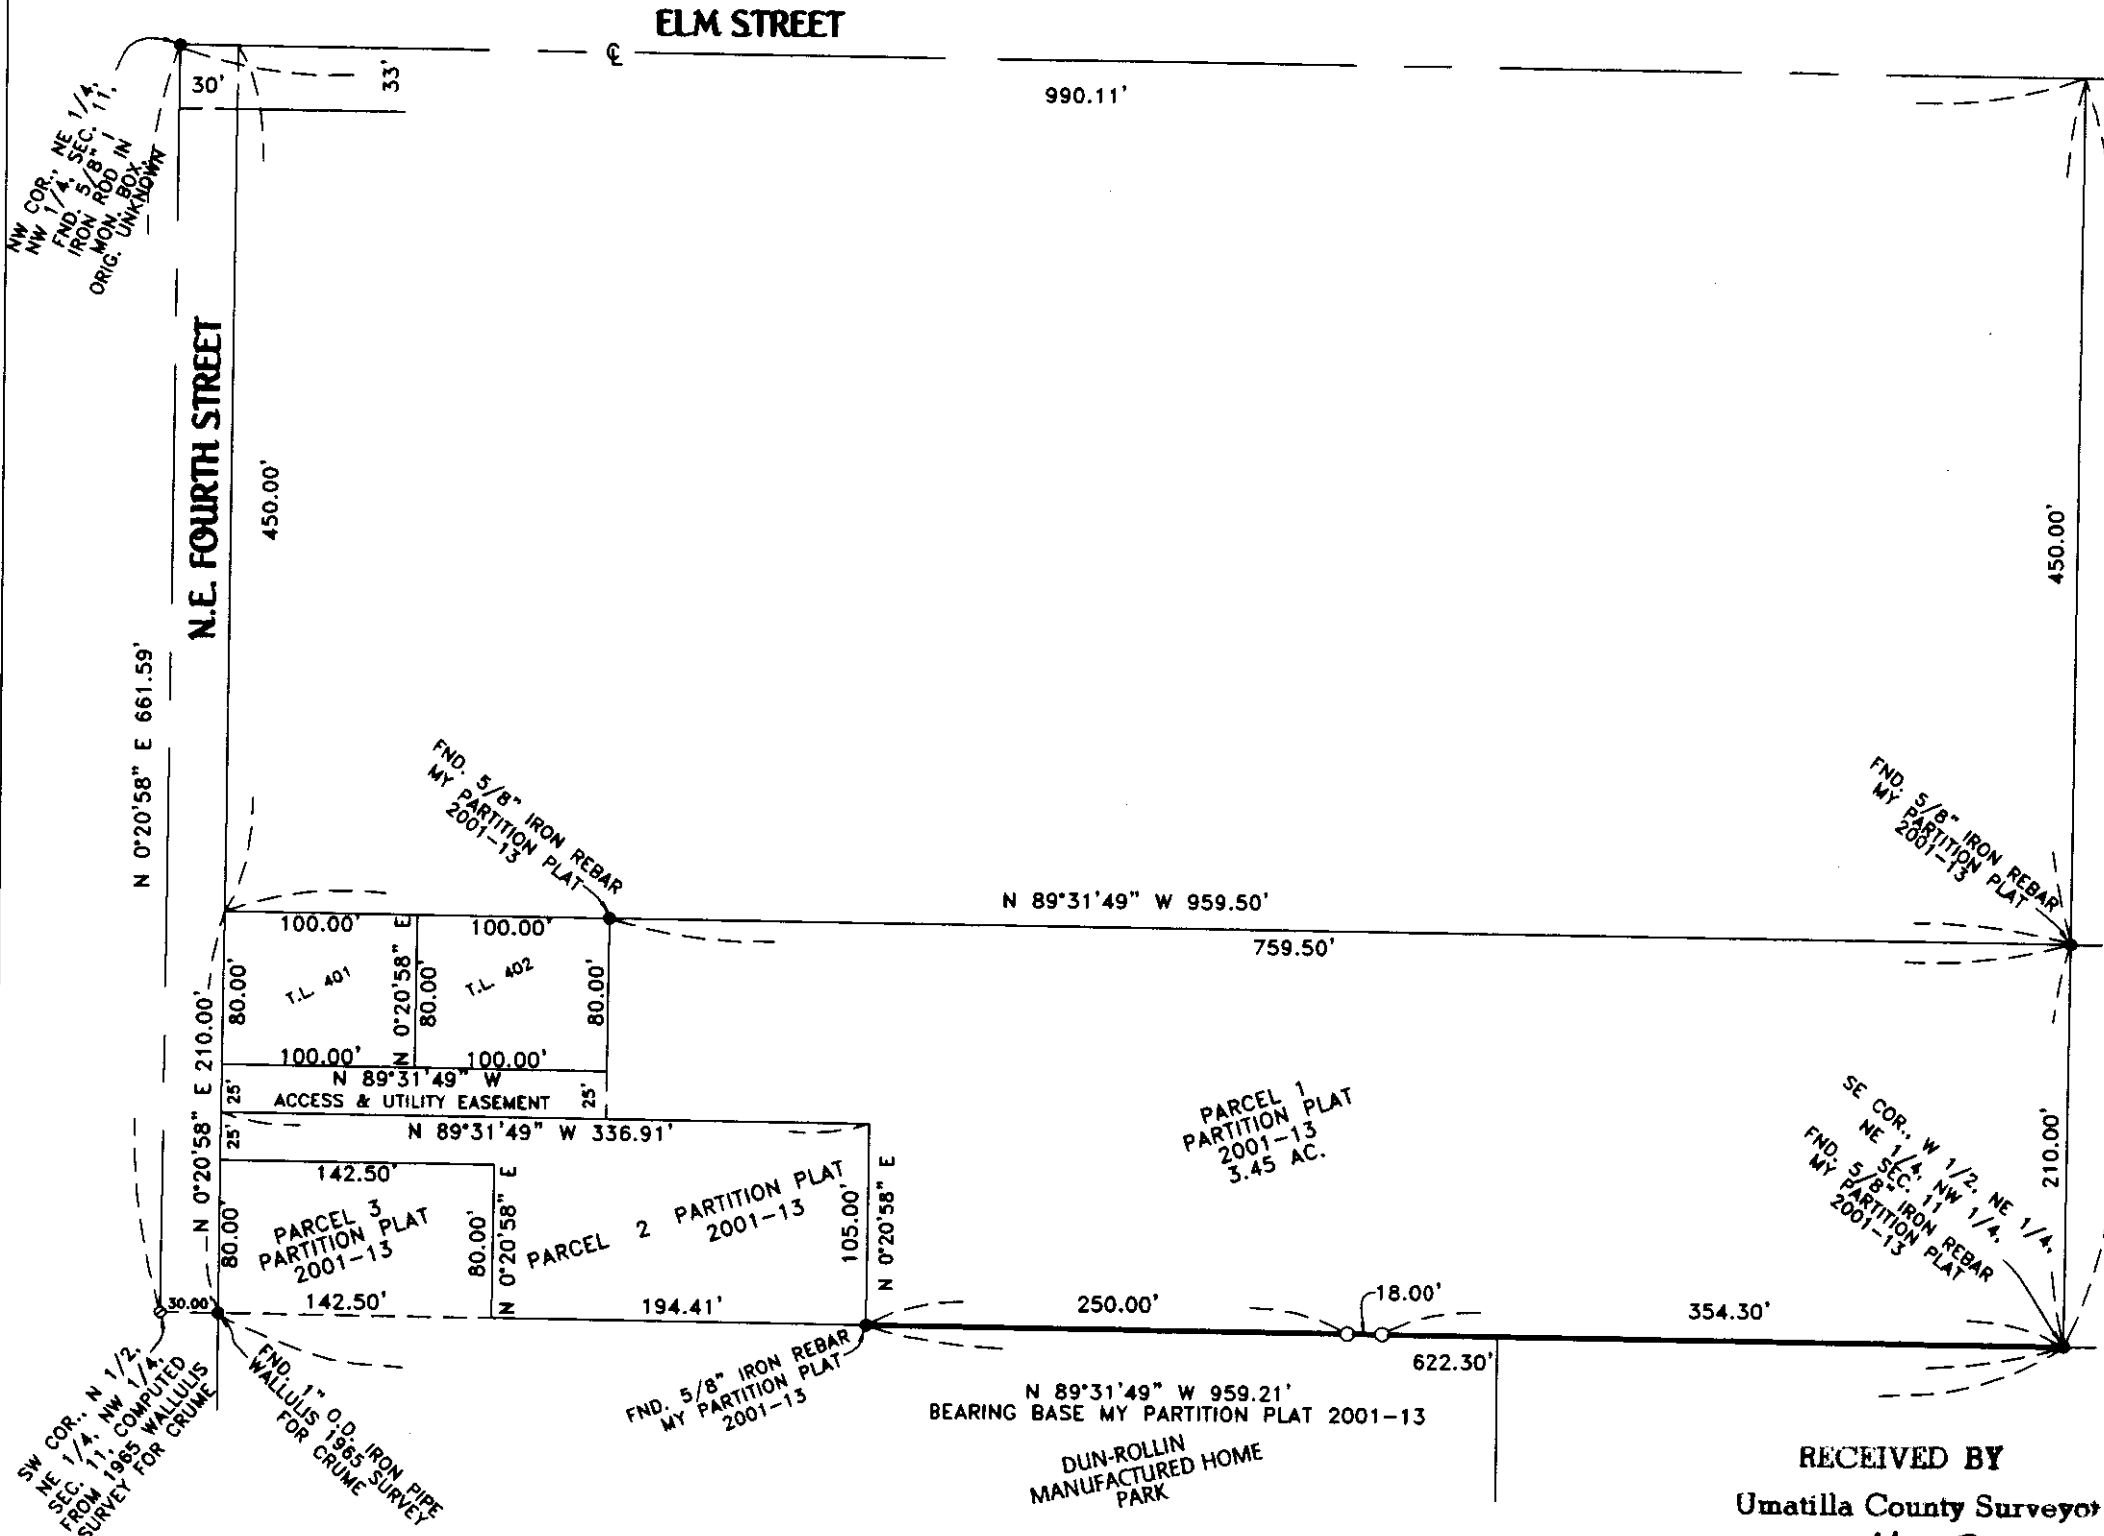 ELM STREET
℄
30'
33'
990.11'
NW COR., NE 1/4,
NW 1/4, SEC. 11,
FND. 5/8"
IRON ROD IN
MON. BOX,
ORIG. UNKNOWN
N.E. FOURTH STREET
450.00'
450.00'
N 0°20'58" E 661.59'
FND. 5/8" IRON REBAR
MY PARTITION PLAT
2001-13
FND. 5/8" IRON REBAR
MY PARTITION PLAT
2001-13
N 89°31'49" W 959.50'
759.50'
100.00'
100.00'
80.00'
T.L. 401
N 0°20'58" E
80.00'
T.L. 402
80.00'
100.00'
100.00'
N 89°31'49" W
ACCESS & UTILITY EASEMENT
25'
25'
N 0°20'58" E 210.00'
N 89°31'49" W 336.91'
25'
142.50'
PARCEL 3
PARTITION PLAT
2001-13
80.00'
80.00'
N 0°20'58" E
PARCEL 2 PARTITION PLAT
2001-13
105.00'
N 0°20'58" E
PARCEL 1
PARTITION PLAT
2001-13
3.45 AC.
SE COR., W 1/2, NE 1/4,
NE 1/4, NW 1/4,
SEC. 11
FND. 5/8" IRON REBAR
MY PARTITION PLAT
2001-13
210.00'
30.00'
142.50'
194.41'
250.00'
18.00'
354.30'
622.30'
N 89°31'49" W 959.21'
BEARING BASE MY PARTITION PLAT 2001-13
SW COR., N 1/2,
NE 1/4, NW 1/4,
SEC. 11, COMPUTED
FROM 1965 WALLULIS
SURVEY FOR CRUME
FND. 1" O.D. IRON PIPE
WALLULIS 1965 SURVEY
FOR CRUME
FND. 5/8" IRON REBAR
MY PARTITION PLAT
2001-13
DUN-ROLLIN
MANUFACTURED HOME
PARK
RECEIVED BY
Umatilla County Surveyor